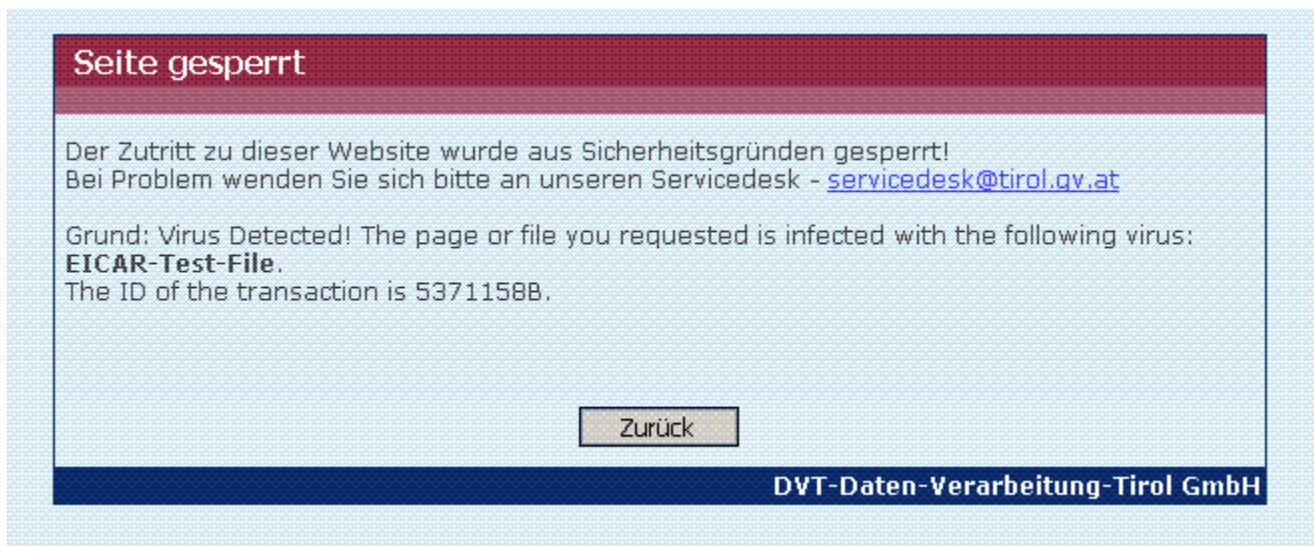 Seite gesperrt
Der Zutritt zu dieser Website wurde aus Sicherheitsgründen gesperrt!
Bei Problem wenden Sie sich bitte an unseren Servicedesk - servicedesk@tirol.gv.at
Grund: Virus Detected! The page or file you requested is infected with the following virus:
EICAR-Test-File.
The ID of the transaction is 5371158B.
Zurück
DVT-Daten-Verarbeitung-Tirol GmbH